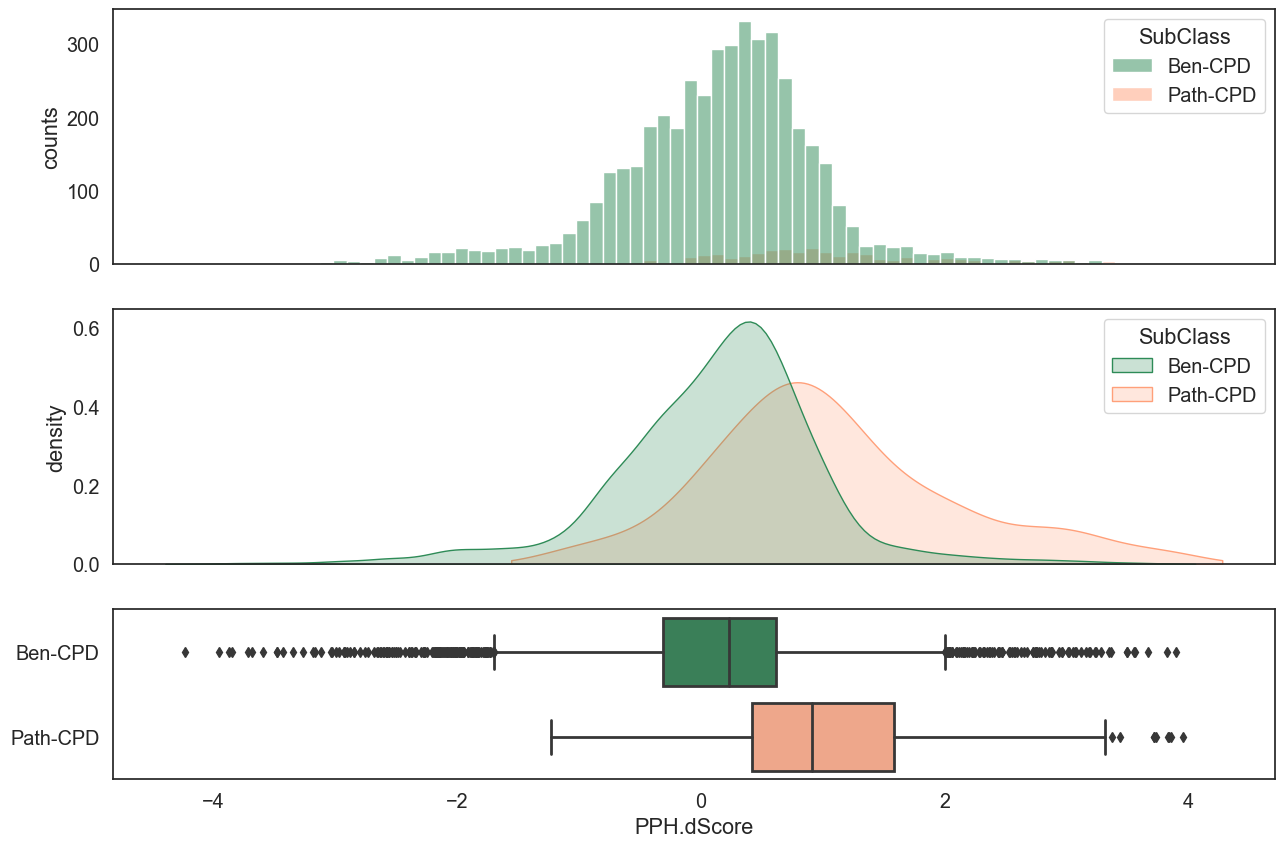 300
200
100
0
counts
SubClass
Ben-CPD
Path-CPD
0.6
0.4
0.2
0.0
density
SubClass
Ben-CPD
Path-CPD
Ben-CPD
Path-CPD
−4 −2 0 2 4
PPH.dScore